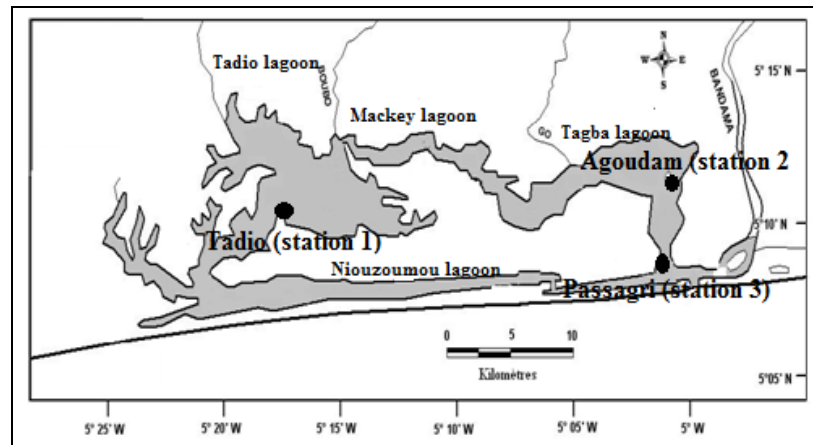 N
W E
S
5° 15' N
Tadio lagoon
BOUBO
BANDAMA
Mackey lagoon
Go
Tagba lagoon
Agoudam (station 2
5° 10' N
Tadio (station 1)
Niouzoumou lagoon
Passagri (station 3)
0 5 10
Kilomètres
5° 05' N
5° 25' W 5° 20' W 5° 15' W 5° 10' W 5° 05' W 5° W